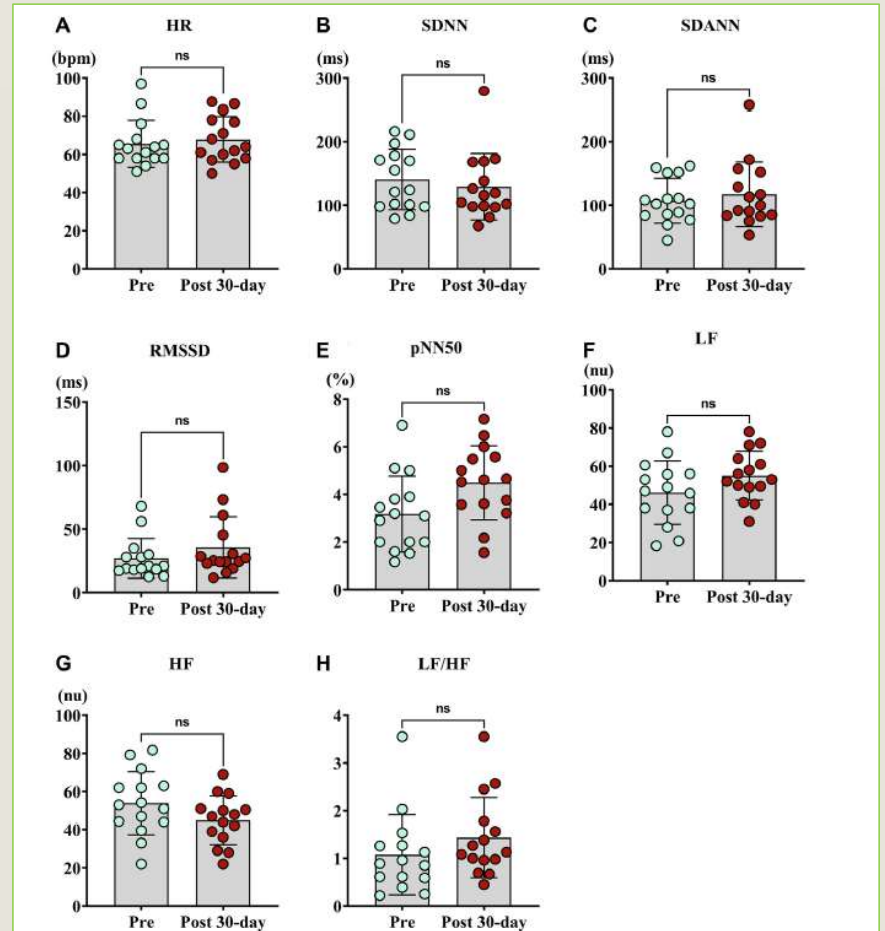 A HR
B SDNN
C SDANN
(bpm)
(ms)
(ms)
ns
ns
ns
100
80
60
40
20
0
300
200
100
0
300
200
100
0
Pre Post 30-day
Pre Post 30-day
Pre Post 30-day
D RMSSD
E pNN50
F LF
(ms)
(%)
(nu)
ns
ns
ns
150
100
50
0
8
6
4
2
0
100
80
60
40
20
0
Pre Post 30-day
Pre Post 30-day
Pre Post 30-day
G HF
H LF/HF
(nu)
ns
ns
100
80
60
40
20
0
4
3
2
1
0
Pre Post 30-day
Pre Post 30-day